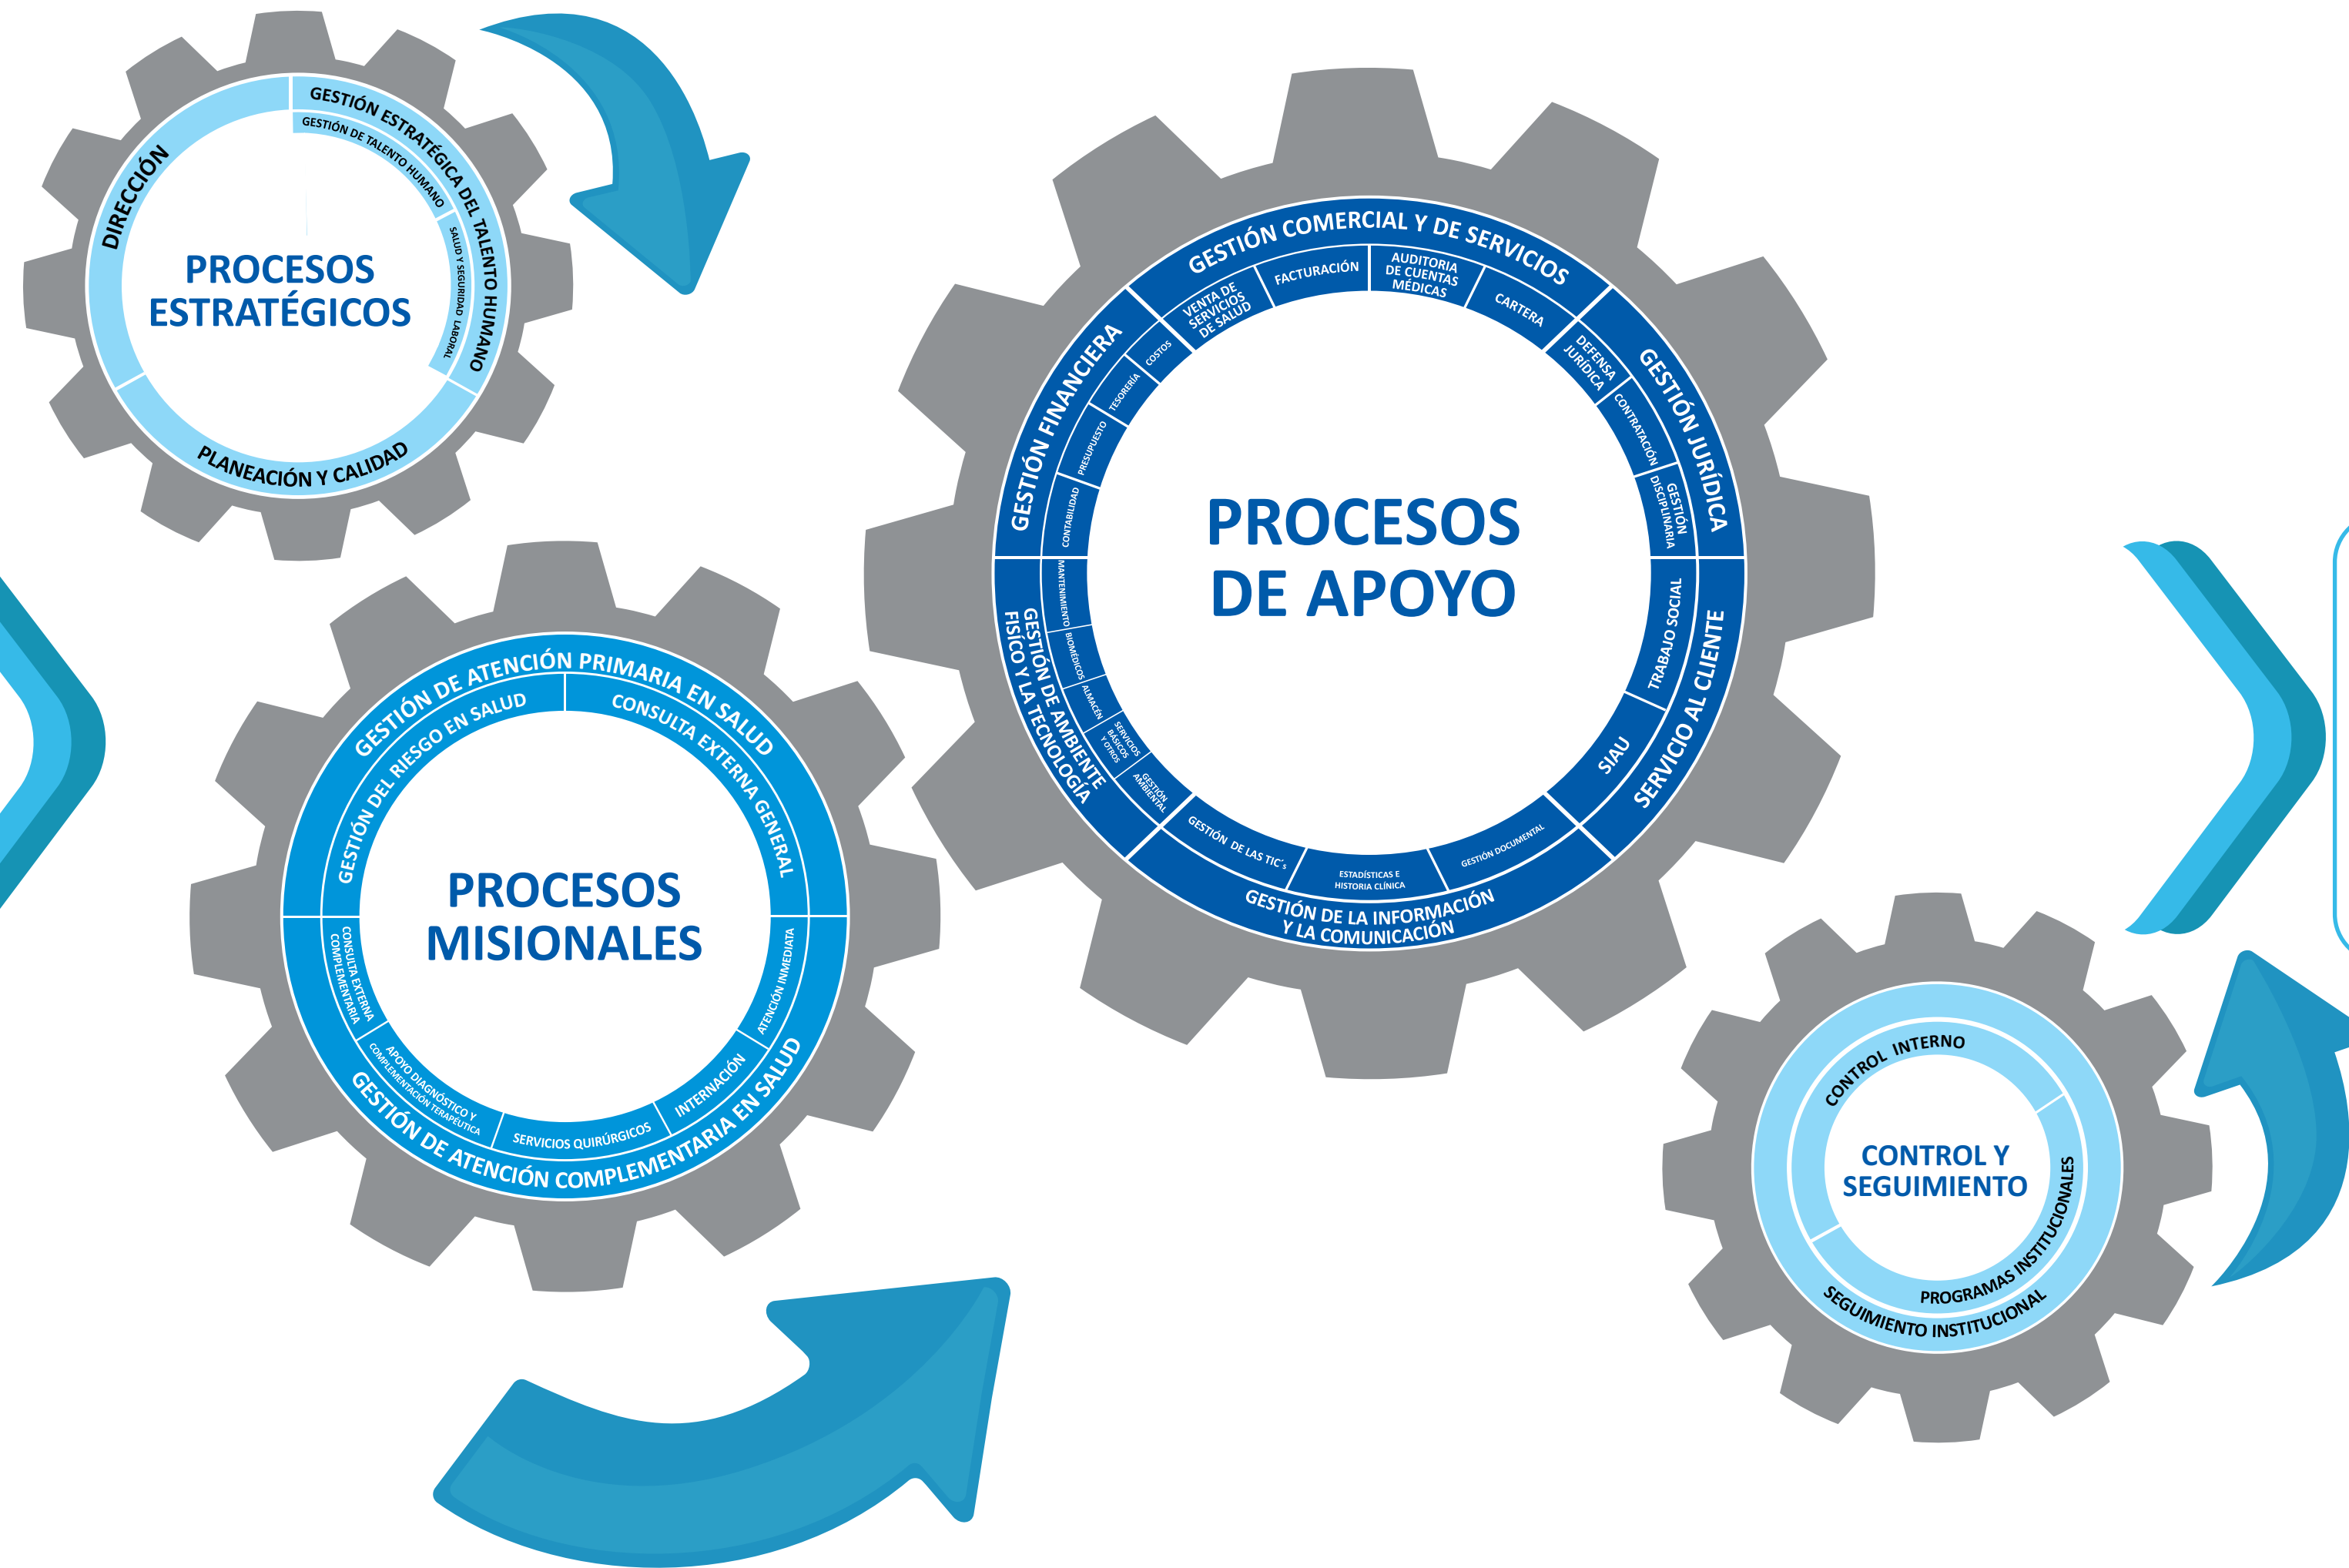 PROCESOS
ESTRATÉGICOS
DIRECCIÓN
GESTIÓN ESTRATÉGICA DEL TALENTO HUMANO
GESTIÓN DE TALENTO HUMANO
SALUD Y SEGURIDAD LABORAL
PLANEACIÓN Y CALIDAD
PROCESOS
MISIONALES
GESTIÓN DE ATENCIÓN PRIMARIA EN SALUD
GESTIÓN DEL RIESGO EN SALUD
CONSULTA EXTERNA GENERAL
GESTIÓN DE ATENCIÓN COMPLEMENTARIA EN SALUD
CONSULTA EXTERNA
COMPLEMENTARIA
APOYO DIAGNÓSTICO Y
COMPLEMENTACIÓN TERAPÉUTICA
SERVICIOS QUIRÚRGICOS
INTERNACIÓN
ATENCIÓN INMEDIATA
PROCESOS
DE APOYO
GESTIÓN COMERCIAL Y DE SERVICIOS
VENTA DE
SERVICIOS
DE SALUD
FACTURACIÓN
AUDITORIA
DE CUENTAS
MÉDICAS
CARTERA
GESTIÓN JURÍDICA
DEFENSA
JURÍDICA
CONTRATACIÓN
GESTIÓN
DISCIPLINARIA
SERVICIO AL CLIENTE
TRABAJO SOCIAL
SIAU
GESTIÓN DE LA INFORMACIÓN
Y LA COMUNICACIÓN
GESTIÓN DOCUMENTAL
ESTADÍSTICAS E
HISTORIA CLÍNICA
GESTIÓN DE LAS TIC´s
GESTIÓN DE AMBIENTE
FISÍCO Y LA TECNOLOGÍA
GESTIÓN
AMBIENTAL
SERVICIOS
BÁSICOS
Y OTROS
ALMACÉN
BIOMÉDICOS
MANTENIMIENTO
GESTIÓN FINANCIERA
CONTABILIDAD
PRESUPUESTO
TESORERÍA
COSTOS
CONTROL Y
SEGUIMIENTO
CONTROL INTERNO
PROGRAMAS INSTITUCIONALES
SEGUIMIENTO INSTITUCIONAL